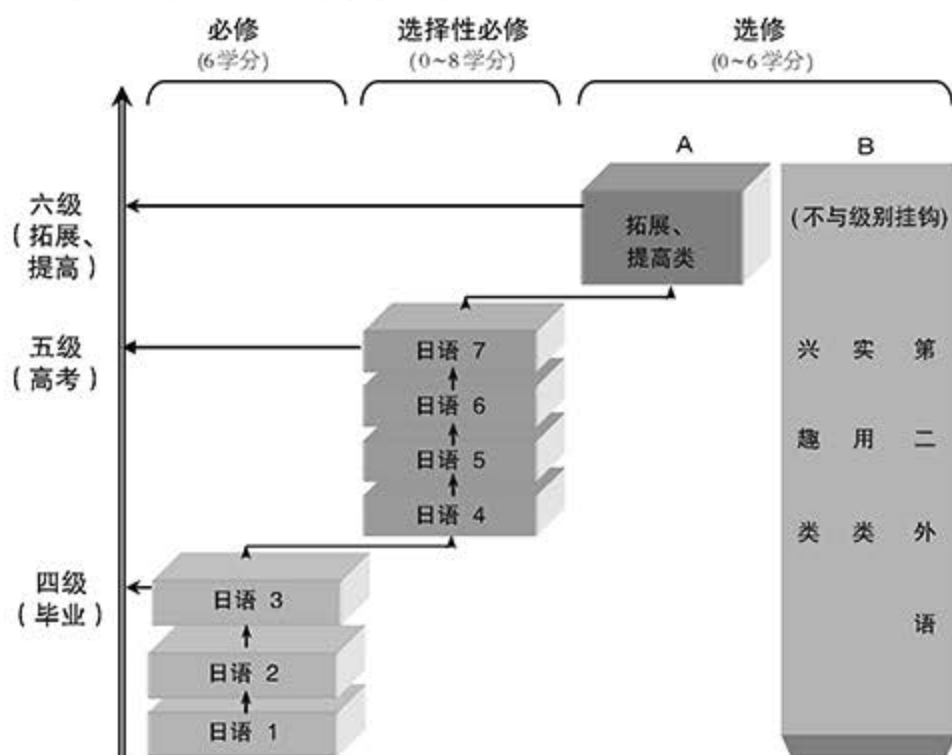 必修
(6学分)
选择性必修
(0~8学分)
选修
(0~6学分)
A
B
六级
(拓展、
提高)
拓展、
提高类
(不与级别挂钩)
五级
(高考)
日语 7
日语 6
日语 5
日语 4
兴趣类
实用类
第二外语
四级
(毕业)
日语 3
日语 2
日语 1